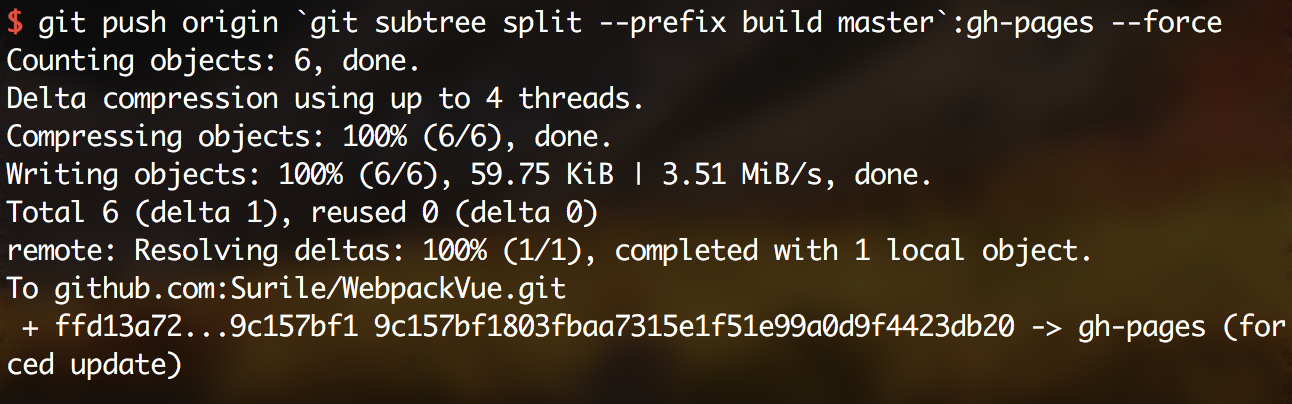 $ git push origin `git subtree split --prefix build master`:gh-pages --force
Counting objects: 6, done.
Delta compression using up to 4 threads.
Compressing objects: 100% (6/6), done.
Writing objects: 100% (6/6), 59.75 KiB | 3.51 MiB/s, done.
Total 6 (delta 1), reused 0 (delta 0)
remote: Resolving deltas: 100% (1/1), completed with 1 local object.
To github.com:Surile/WebpackVue.git
 + ffd13a72...9c157bf1 9c157bf1803fbaa7315e1f51e99a0d9f4423db20 -> gh-pages (for
ced update)